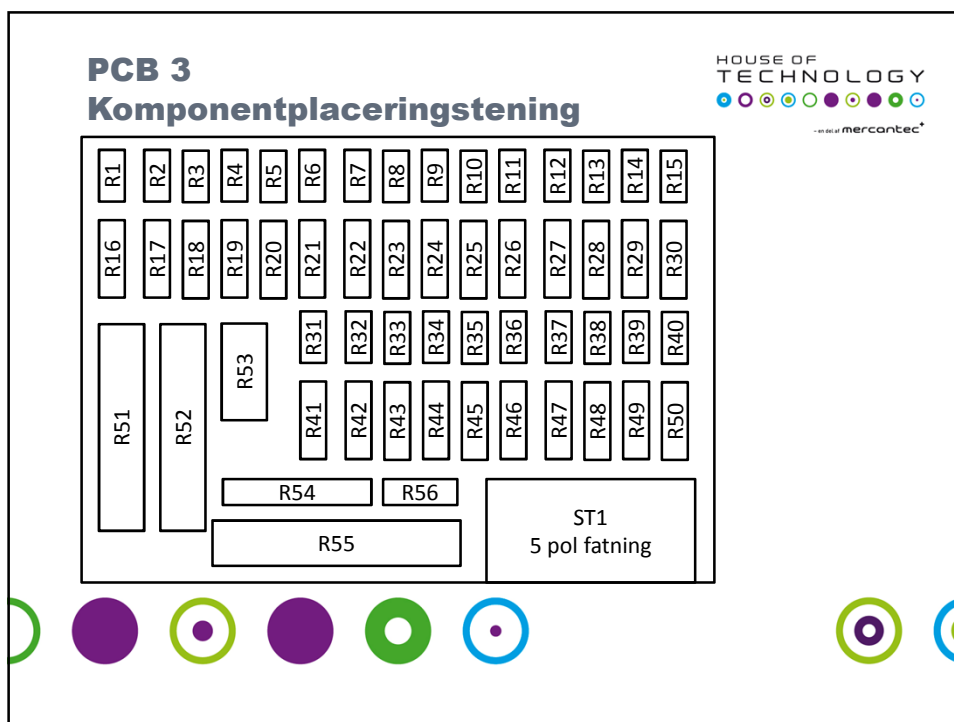 PCB 3
Komponentplaceringstening
HOUSE OF
TECHNOLOGY
- en del af mercantec+
R1 R2 R3 R4 R5 R6 R7 R8 R9 R10 R11 R12 R13 R14 R15
R16 R17 R18 R19 R20 R21 R22 R23 R24 R25 R26 R27 R28 R29 R30
R31 R32 R33 R34 R35 R36 R37 R38 R39 R40
R51 R52 R53
R41 R42 R43 R44 R45 R46 R47 R48 R49 R50
R54 R56
R55
ST1
5 pol fatning